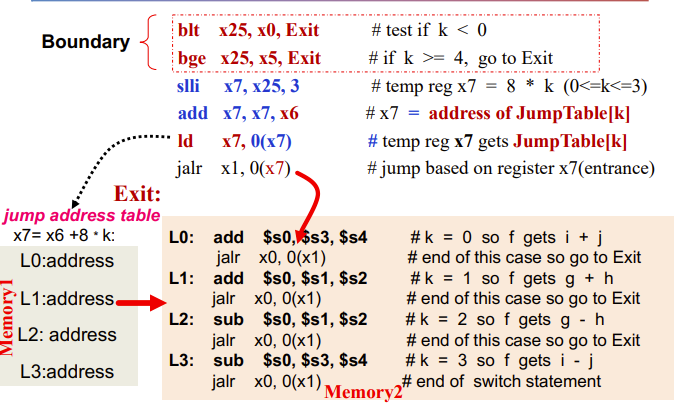 Boundary
blt x25, x0, Exit # test if k < 0
bge x25, x5, Exit # if k >= 4, go to Exit
slli x7, x25, 3 # temp reg x7 = 8 * k (0<=k<=3)
add x7, x7, x6 # x7 = address of JumpTable[k]
ld x7, 0(x7) # temp reg x7 gets JumpTable[k]
jalr x1, 0(x7) # jump based on register x7(entrance)
Exit:
jump address table
x7= x6 +8 * k:
L0:address
L1:address
L2: address
L3:address
Memory1
L0: add $s0, $s3, $s4 # k = 0 so f gets i + j
jalr x0, 0(x1) # end of this case so go to Exit
L1: add $s0, $s1, $s2 # k = 1 so f gets g + h
jalr x0, 0(x1) # end of this case so go to Exit
L2: sub $s0, $s1, $s2 # k = 2 so f gets g - h
jalr x0, 0(x1) # end of this case so go to Exit
L3: sub $s0, $s3, $s4 # k = 3 so f gets i - j
jalr x0, 0(x1) # end of switch statement
Memory2